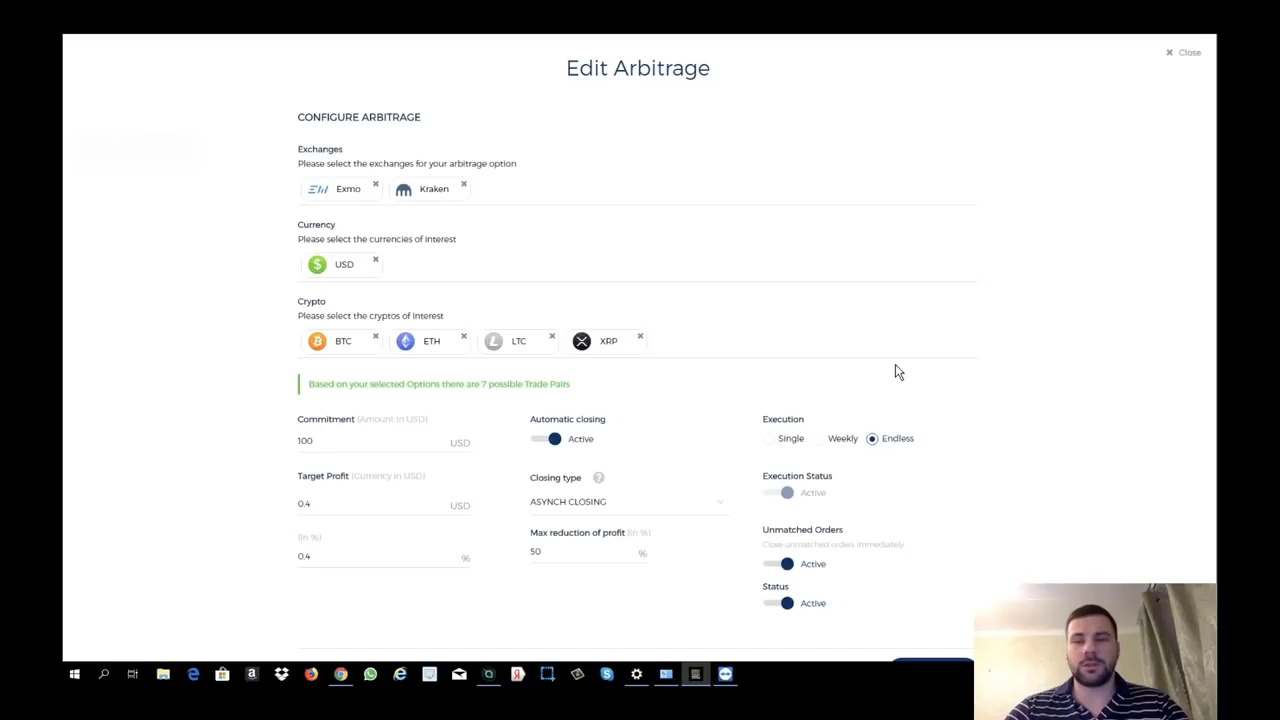 Close
Edit Arbitrage
CONFIGURE ARBITRAGE
Exchanges
Please select the exchanges for your arbitrage option
Exmo Kraken
Currency
Please select the currencies of interest
USD
Crypto
Please select the cryptos of interest
BTC ETH LTC XRP
Based on your selected Options there are 7 possible Trade Pairs
Commitment (Amount in USD) Automatic closing Execution
100 USD Active Single Weekly Endless
Target Profit (Currency in USD) Closing type ? Execution Status
0.4 USD ASYNCH CLOSING Active
(In %) Max reduction of profit (In %) Unmatched Orders
Close unmatched orders immediately
0.4 % 50 % Active
Status
Active